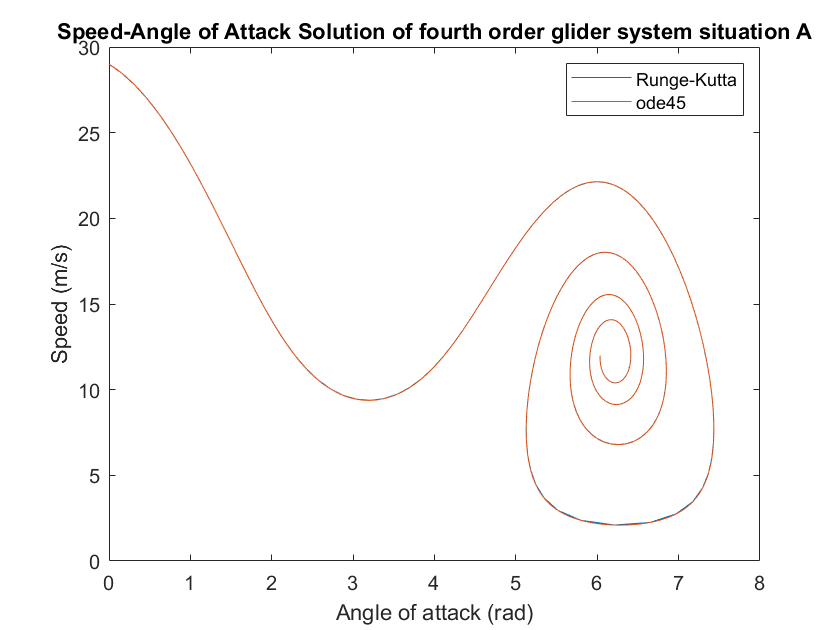 Speed-Angle of Attack Solution of fourth order glider system situation A
30
25
20
15
10
5
0
Speed (m/s)
Runge-Kutta
ode45
0 1 2 3 4 5 6 7 8
Angle of attack (rad)